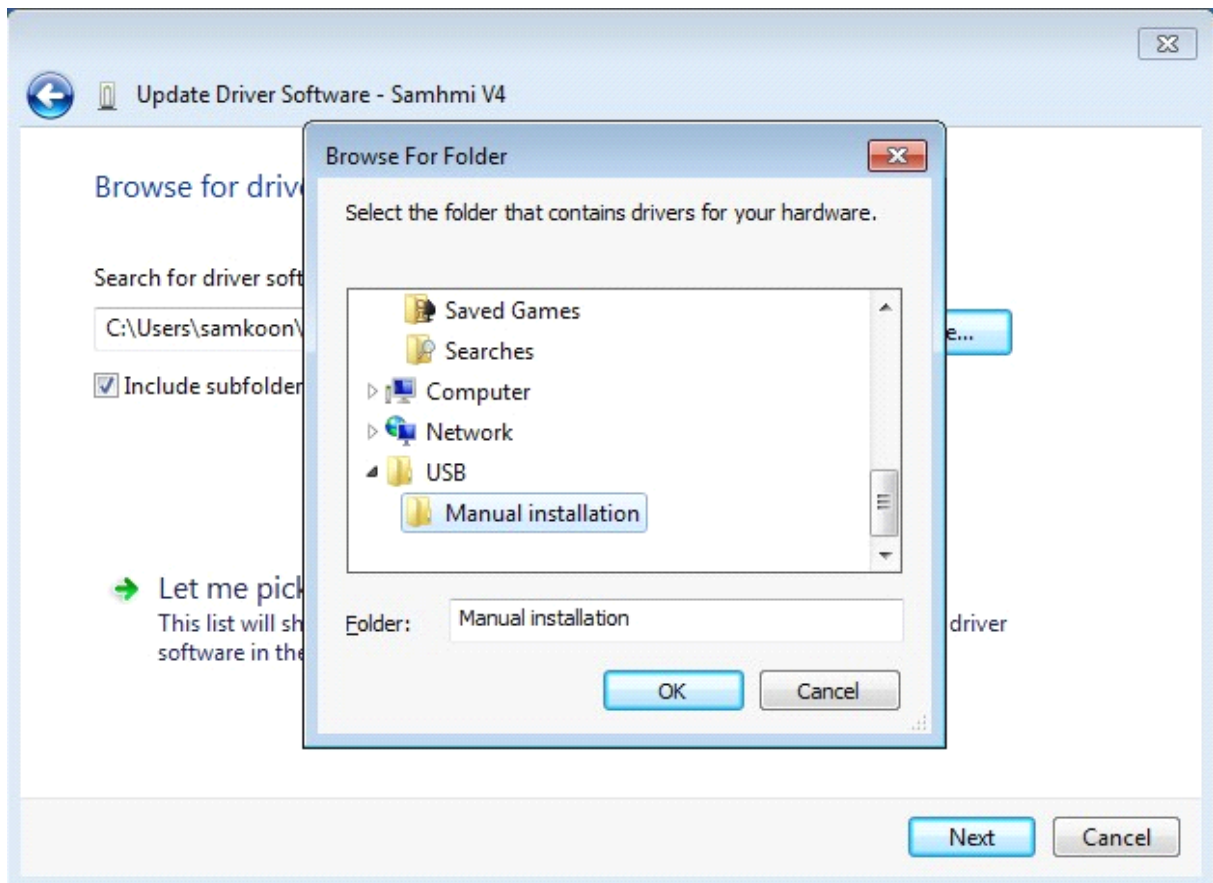 Update Driver Software - Samhmi V4
Browse For Folder
Browse for driv
Select the folder that contains drivers for your hardware.
Search for driver soft
C:\Users\samkoon\
e...
Include subfolder
Saved Games
Searches
Computer
Network
USB
Manual installation
Let me pick
This list will sh
driver
software in the
Folder: Manual installation
OK Cancel
Next Cancel